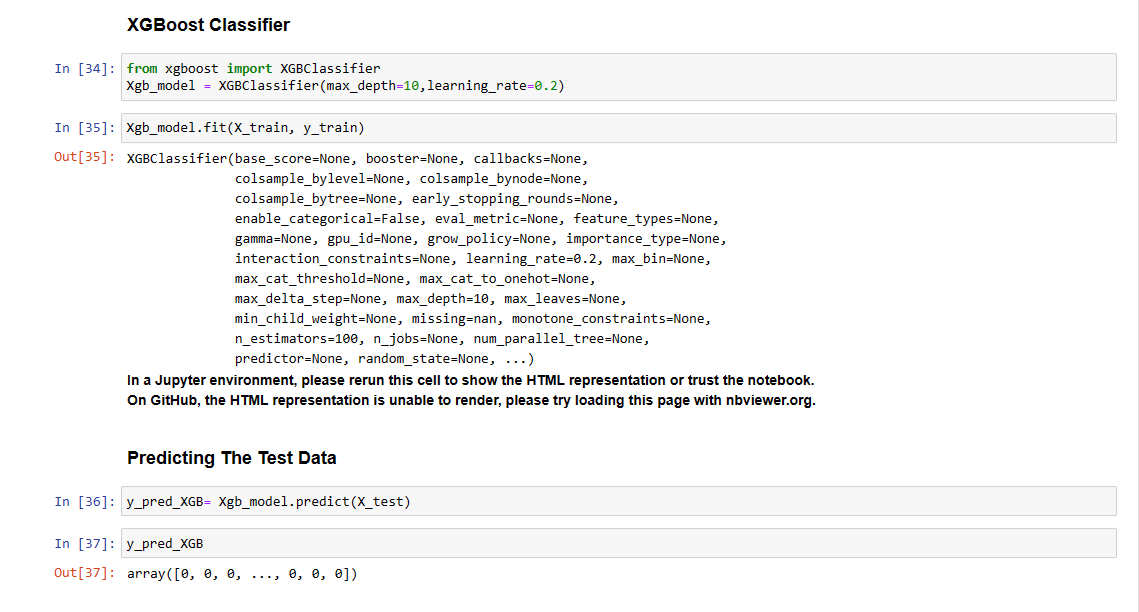 XGBoost Classifier
In [34]: from xgboost import XGBClassifier
Xgb_model = XGBClassifier(max_depth=10,learning_rate=0.2)
In [35]: Xgb_model.fit(X_train, y_train)
Out[35]: XGBClassifier(base_score=None, booster=None, callbacks=None,
colsample_bylevel=None, colsample_bynode=None,
colsample_bytree=None, early_stopping_rounds=None,
enable_categorical=False, eval_metric=None, feature_types=None,
gamma=None, gpu_id=None, grow_policy=None, importance_type=None,
interaction_constraints=None, learning_rate=0.2, max_bin=None,
max_cat_threshold=None, max_cat_to_onehot=None,
max_delta_step=None, max_depth=10, max_leaves=None,
min_child_weight=None, missing=nan, monotone_constraints=None,
n_estimators=100, n_jobs=None, num_parallel_tree=None,
predictor=None, random_state=None, ...)
In a Jupyter environment, please rerun this cell to show the HTML representation or trust the notebook.
On GitHub, the HTML representation is unable to render, please try loading this page with nbviewer.org.
Predicting The Test Data
In [36]: y_pred_XGB= Xgb_model.predict(X_test)
In [37]: y_pred_XGB
Out[37]: array([0, 0, 0, ..., 0, 0, 0])